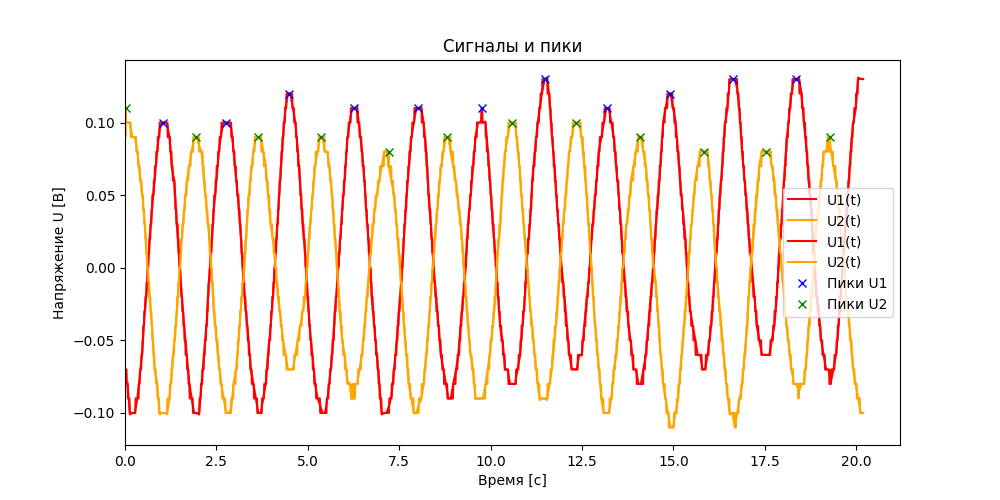 Сигналы и пики
Напряжение U [В]
0.10
0.05
0.00
−0.05
−0.10
U1(t)
U2(t)
U1(t)
U2(t)
Пики U1
Пики U2
0.0 2.5 5.0 7.5 10.0 12.5 15.0 17.5 20.0
Время [с]